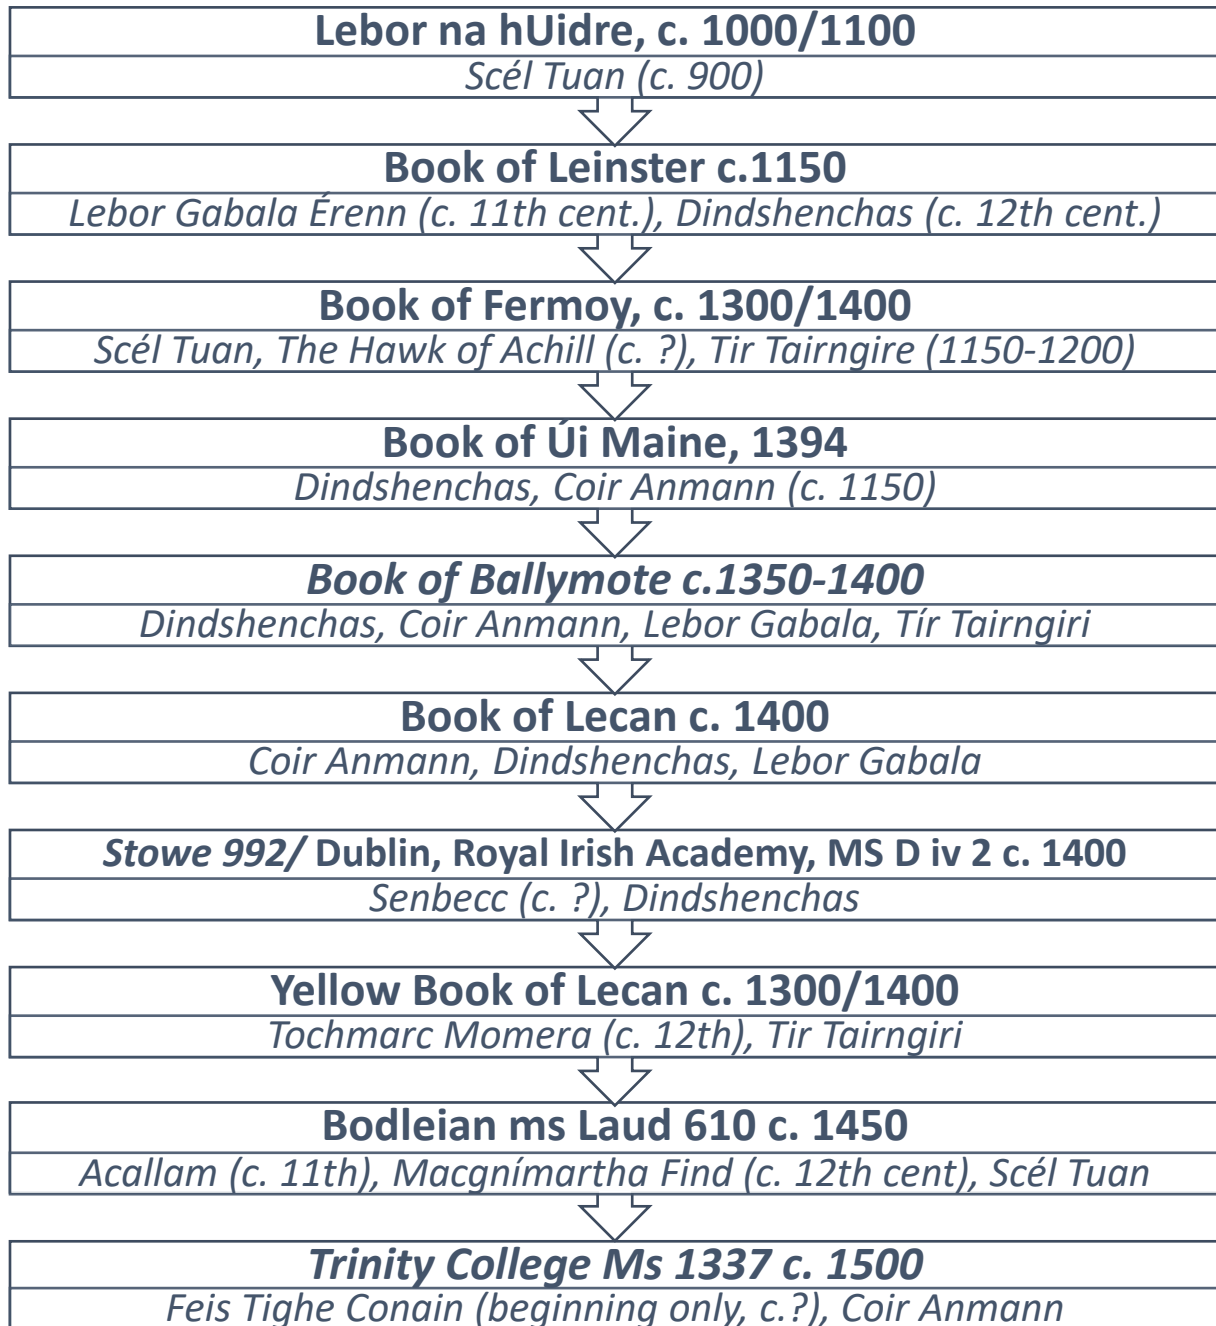 Lebor na hUidre, c. 1000/1100
Scél Tuan (c. 900)
Book of Leinster c.1150
Lebor Gabala Érenn (c. 11th cent.), Dindshenchas (c. 12th cent.)
Book of Fermoy, c. 1300/1400
Scél Tuan, The Hawk of Achill (c. ?), Tir Tairngire (1150-1200)
Book of Úi Maine, 1394
Dindshenchas, Coir Anmann (c. 1150)
Book of Ballymote c.1350-1400
Dindshenchas, Coir Anmann, Lebor Gabala, Tír Tairngiri
Book of Lecan c. 1400
Coir Anmann, Dindshenchas, Lebor Gabala
Stowe 992/ Dublin, Royal Irish Academy, MS D iv 2 c. 1400
Senbecc (c. ?), Dindshenchas
Yellow Book of Lecan c. 1300/1400
Tochmarc Momera (c. 12th), Tir Tairngiri
Bodleian ms Laud 610 c. 1450
Acallam (c. 11th), Macgnímartha Find (c. 12th cent), Scél Tuan
Trinity College Ms 1337 c. 1500
Feis Tighe Conain (beginning only, c.?), Coir Anmann